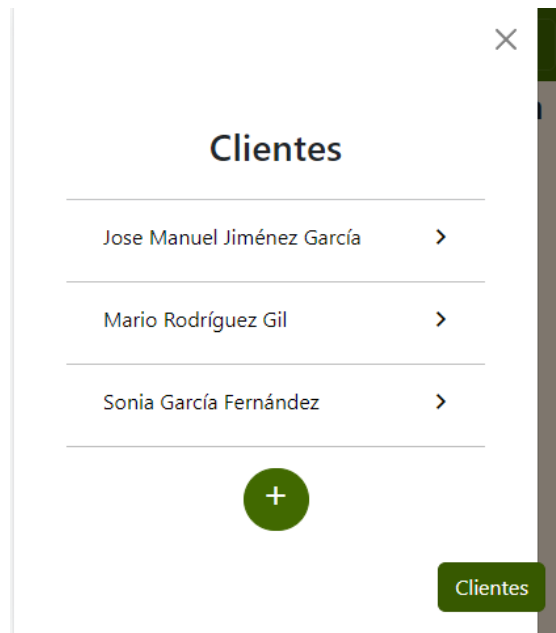 Clientes
Jose Manuel Jiménez García
Mario Rodríguez Gil
Sonia García Fernández
+
Clientes